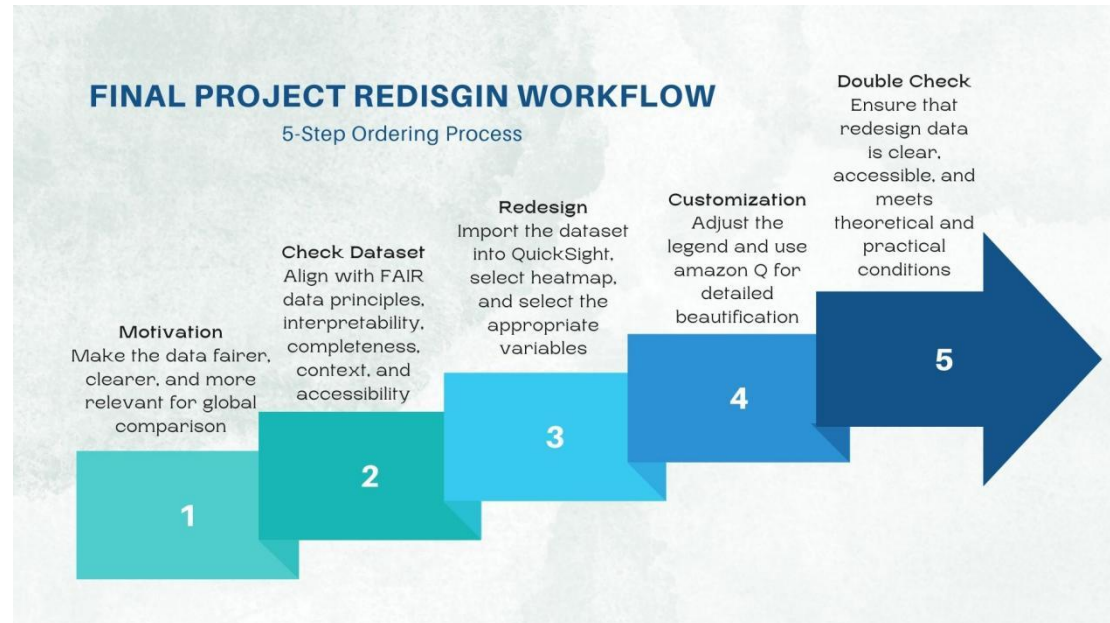 FINAL PROJECT REDISGIN WORKFLOW
5-Step Ordering Process
Motivation
Make the data fairer,
clearer, and more
relevant for global
comparison
1
Check Dataset
Align with FAIR
data principles,
interpretability,
completeness,
context, and
accessibility
2
Redesign
Import the dataset
into QuickSight,
select heatmap,
and select the
appropriate
variables
3
Customization
Adjust the
legend and use
amazon Q for
detailed
beautification
4
Double Check
Ensure that
redesign data
is clear,
accessible, and
meets
theoretical and
practical
conditions
5